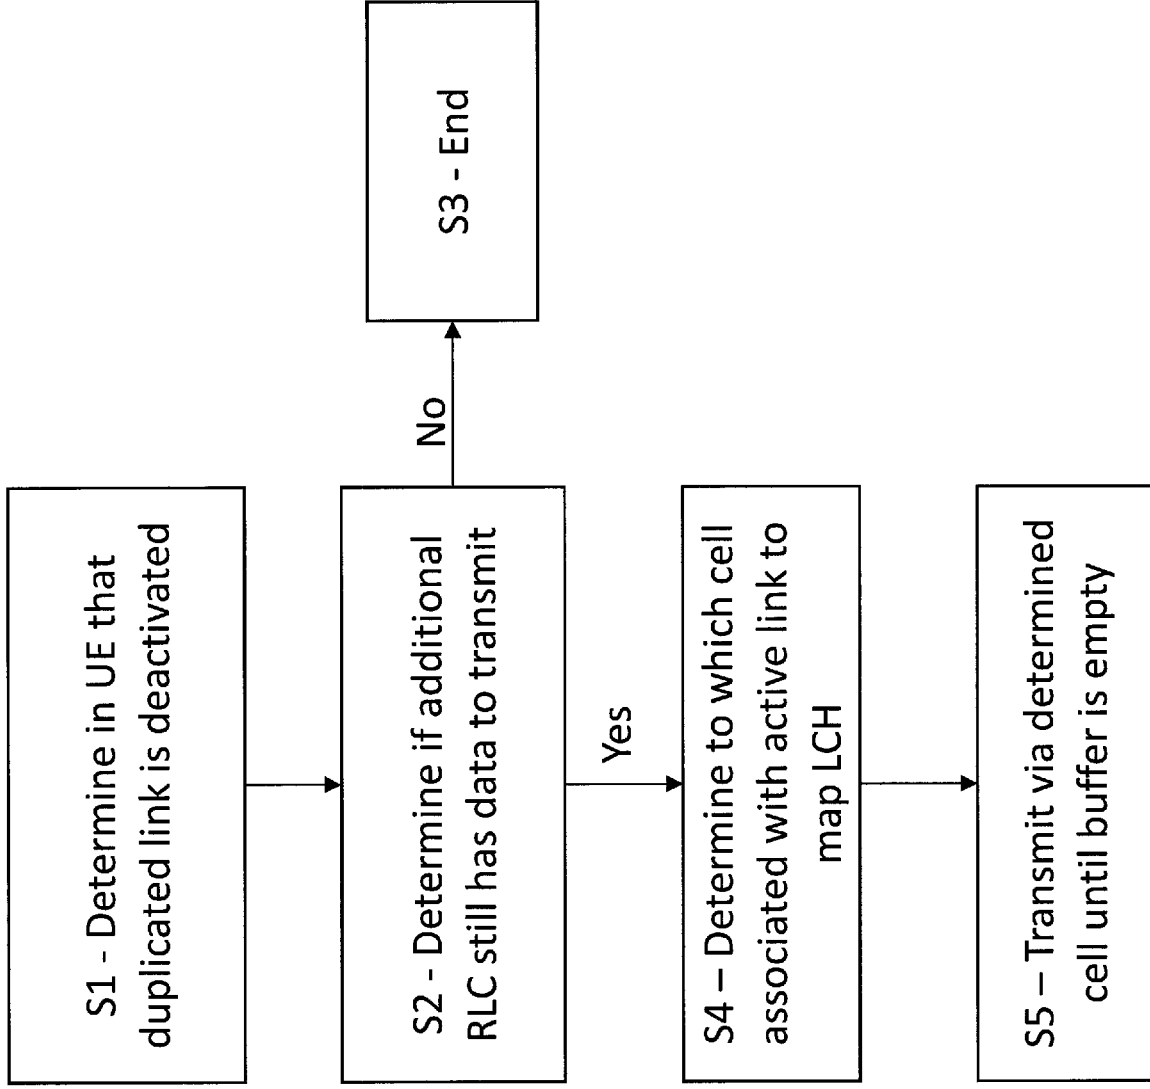 S1 - Determine in UE that
duplicated link is deactivated
S2 - Determine if additional
RLC still has data to transmit
No
S3 - End
Yes
S4 – Determine to which cell
associated with active link to
map LCH
S5 – Transmit via determined
cell until buffer is empty